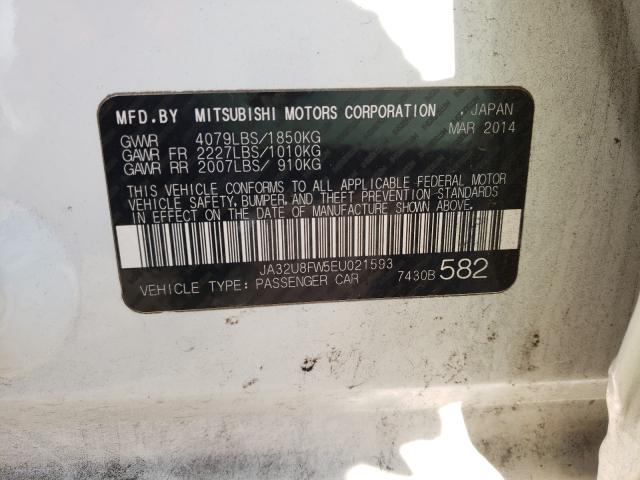 MFD.BY MITSUBISHI MOTORS CORPORATION , JAPAN
MAR 2014
GVWR 4079LBS/1850KG
GAWR FR 2227LBS/1010KG
GAWR RR 2007LBS/ 910KG
THIS VEHICLE CONFORMS TO ALL APPLICABLE FEDERAL MOTOR
VEHICLE SAFETY, BUMPER, AND THEFT PREVENTION STANDARDS
IN EFFECT ON THE DATE OF MANUFACTURE SHOWN ABOVE.
JA32U8FW5EU021593
VEHICLE TYPE: PASSENGER CAR 7430B 582